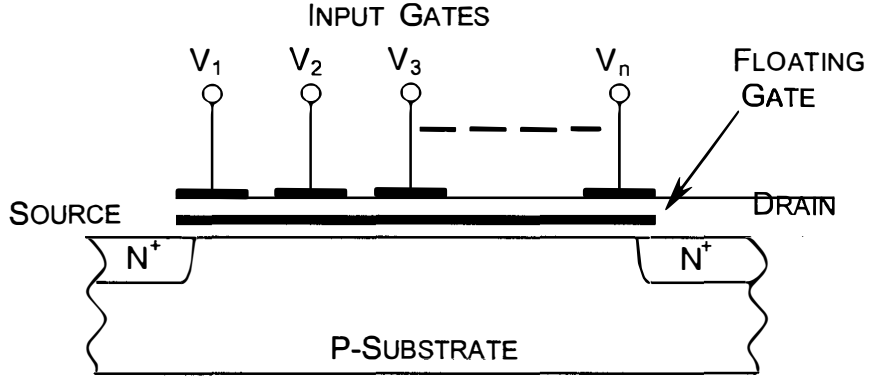 INPUT GATES
V1 V2 V3 Vn
FLOATING
GATE
SOURCE
DRAIN
N+ N+
P-SUBSTRATE